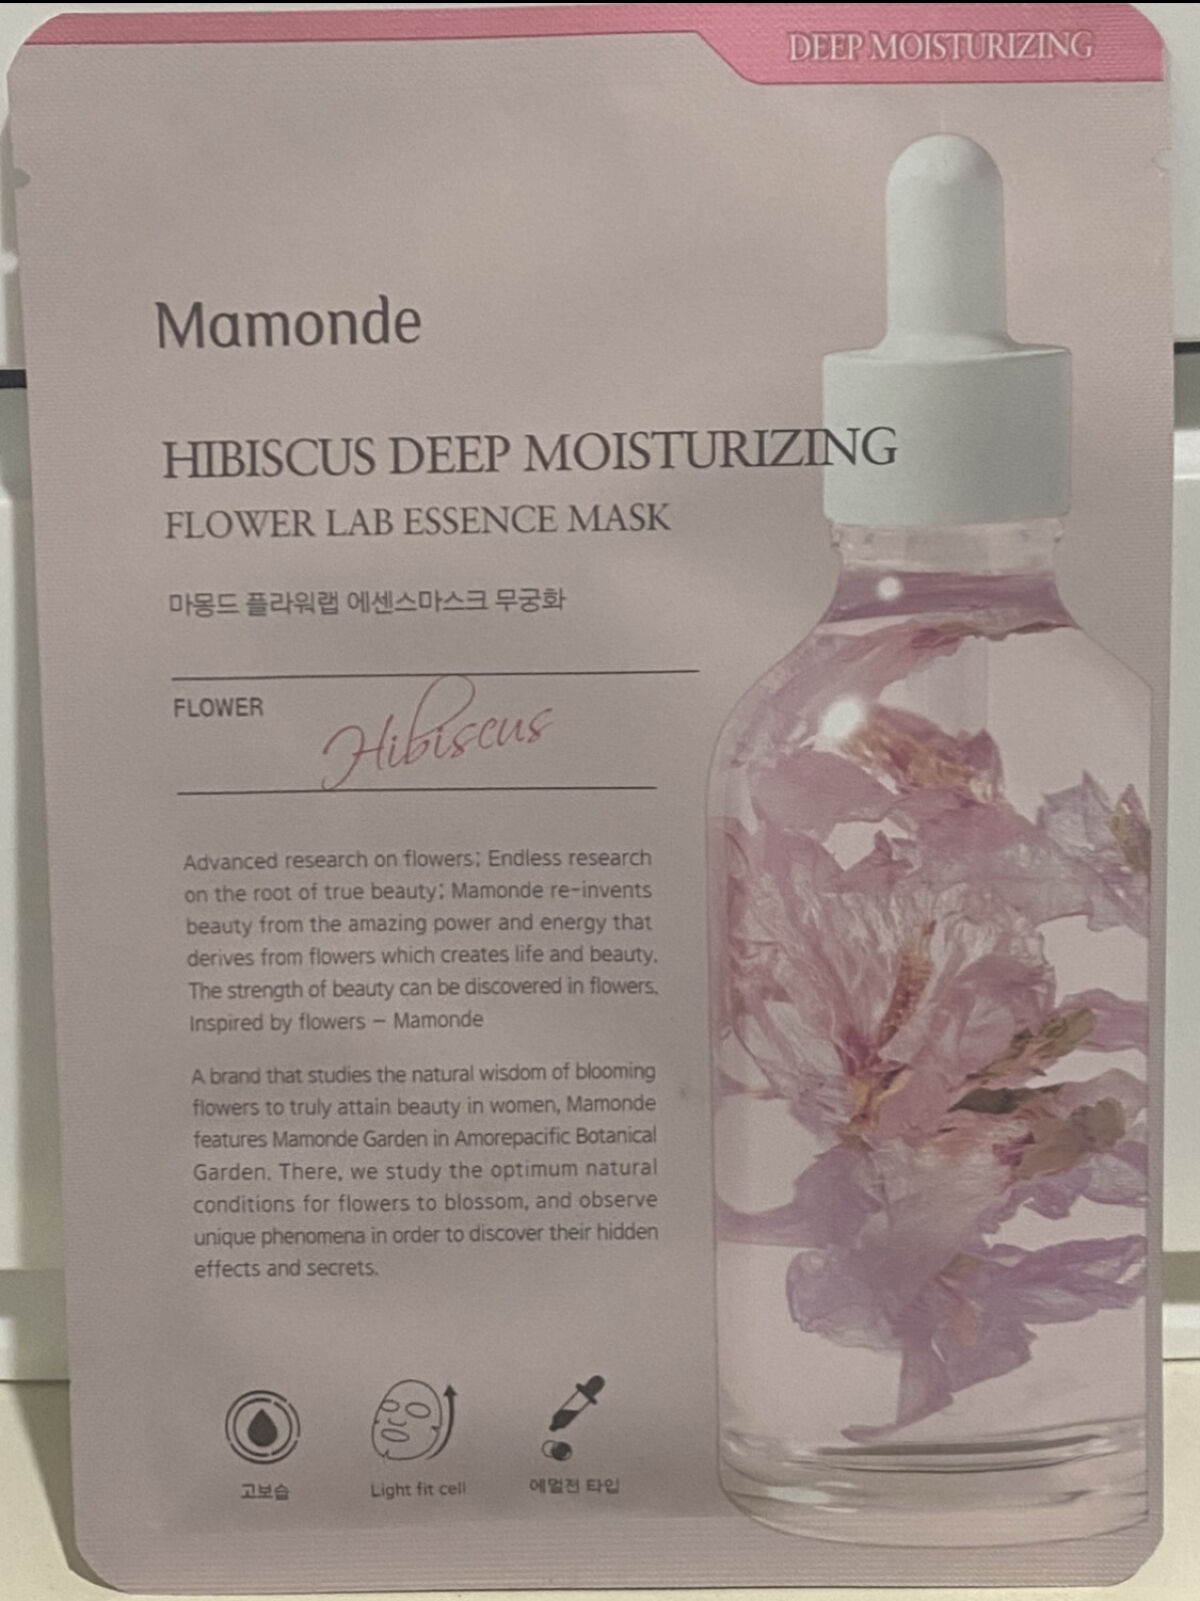 DEEP MOISTURIZING
Mamonde
HIBISCUS DEEP MOISTURIZING
FLOWER LAB ESSENCE MASK
마몽드 플라워랩 에센스마스크 무궁화
FLOWER
Hibiscus
Advanced research on flowers; Endless research
on the root of true beauty; Mamonde re-invents
beauty from the amazing power and energy that
derives from flowers which creates life and beauty.
The strength of beauty can be discovered in flowers.
Inspired by flowers - Mamonde
A brand that studies the natural wisdom of blooming
flowers to truly attain beauty in women, Mamonde
features Mamonde Garden in Amorepacific Botanical
Garden. There, we study the optimum natural
conditions for flowers to blossom, and observe
unique phenomena in order to discover their hidden
effects and secrets.
고보습
Light fit cell
에멀전 타입